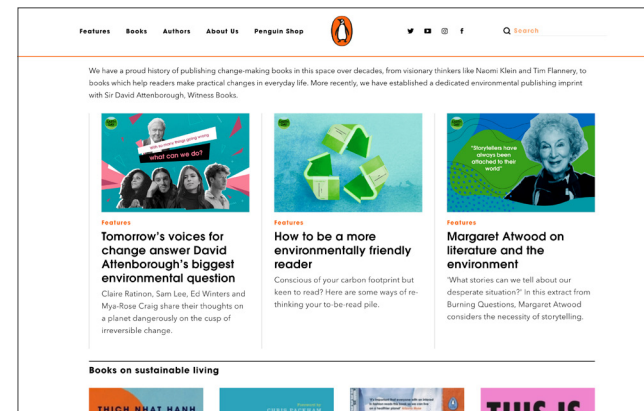 Features Books Authors About Us Penguin Shop
Search
We have a proud history of publishing change-making books in this space over decades, from visionary thinkers like Naomi Klein and Tim Flannery, to
books which help readers make practical changes in everyday life. More recently, we have established a dedicated environmental publishing imprint
with Sir David Attenborough, Witness Books.
With so many things going wrong
what can we do?
Features
Tomorrow's voices for
change answer David
Attenborough's biggest
environmental question
Claire Ratinon, Sam Lee, Ed Winters and
Mya-Rose Craig share their thoughts on
a planet dangerously on the cusp of
irreversible change.
Features
How to be a more
environmentally friendly
reader
Conscious of your carbon footprint but
keen to read? Here are some ways of re-
thinking your to-be-read pile.
"Storytellers have
always been
attached to their
world"
Features
Margaret Atwood on
literature and the
environment
'What stories can we tell about our
desperate situation?' in this extract from
Burning Questions, Margaret Atwood
considers the necessity of storytelling.
Books on sustainable living
THICH NHAT HANH
CHRIS PACKHAM
THIS IS